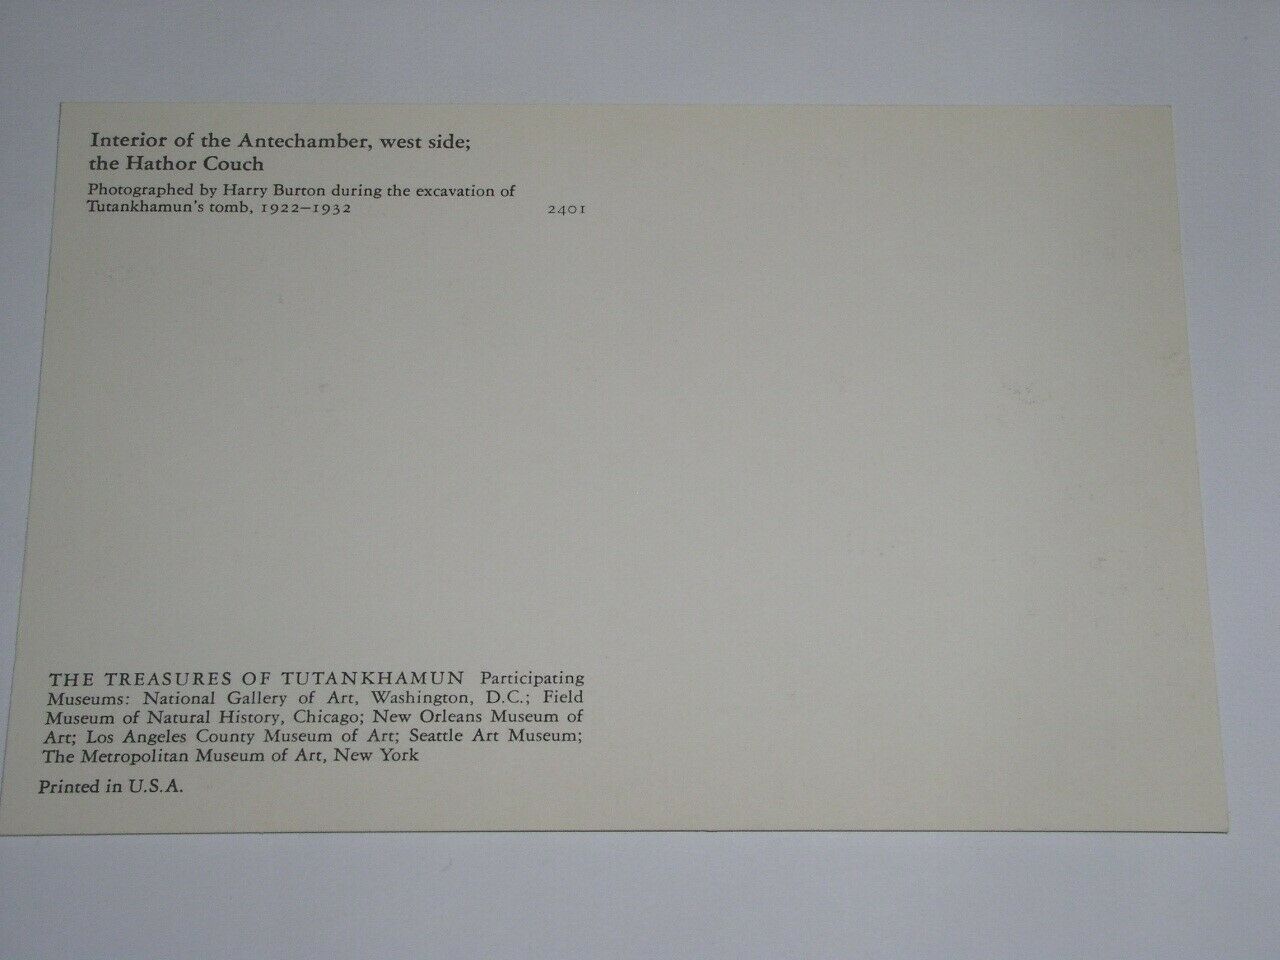 Interior of the Antechamber, west side;
the Hathor Couch
Photographed by Harry Burton during the excavation of
Tutankhamun's tomb, 1922–1932 2401
THE TREASURES OF TUTANKHAMUN Participating
Museums: National Gallery of Art, Washington, D.C.; Field
Museum of Natural History, Chicago; New Orleans Museum of
Art; Los Angeles County Museum of Art; Seattle Art Museum;
The Metropolitan Museum of Art, New York
Printed in U.S.A.